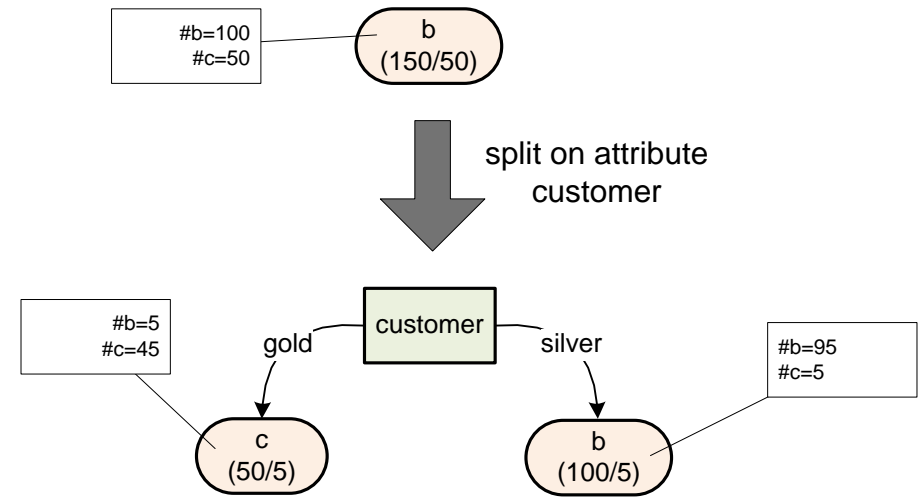 #b=100
#c=50
b
(150/50)
split on attribute
customer
customer
gold
silver
#b=5
#c=45
#b=95
#c=5
c
(50/5)
b
(100/5)